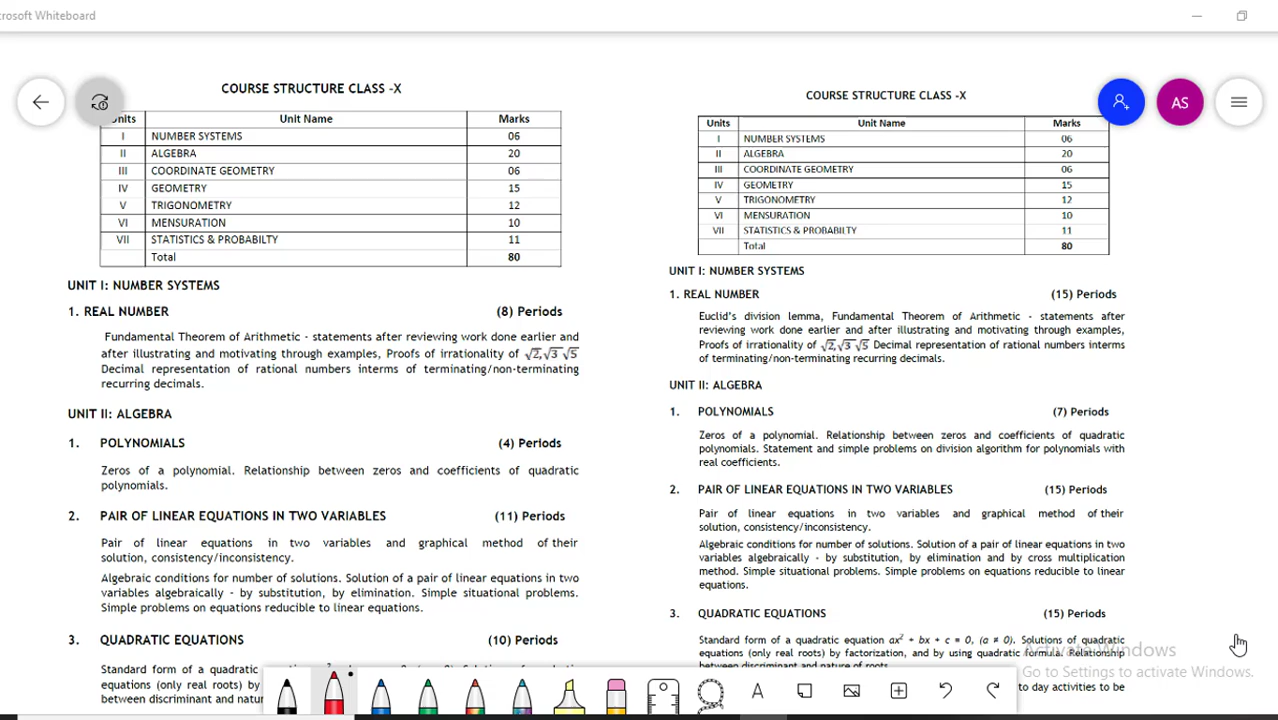 rosoft Whiteboard
COURSE STRUCTURE CLASS -X
Units Unit Name Marks
I NUMBER SYSTEMS 06
II ALGEBRA 20
III COORDINATE GEOMETRY 06
IV GEOMETRY 15
V TRIGONOMETRY 12
VI MENSURATION 10
VII STATISTICS & PROBABILTY 11
Total 80
UNIT I: NUMBER SYSTEMS
1. REAL NUMBER (8) Periods
Fundamental Theorem of Arithmetic - statements after reviewing work done earlier and
after illustrating and motivating through examples, Proofs of irrationality of √2,√3 √5
Decimal representation of rational numbers interms of terminating/non-terminating
recurring decimals.
UNIT II: ALGEBRA
1. POLYNOMIALS (4) Periods
Zeros of a polynomial. Relationship between zeros and coefficients of quadratic
polynomials.
2. PAIR OF LINEAR EQUATIONS IN TWO VARIABLES (11) Periods
Pair of linear equations in two variables and graphical method of their
solution, consistency/inconsistency.
Algebraic conditions for number of solutions. Solution of a pair of linear equations in two
variables algebraically - by substitution, by elimination. Simple situational problems.
Simple problems on equations reducible to linear equations.
3. QUADRATIC EQUATIONS (10) Periods
Standard form of a quadratic
equations (only real roots) by
between discriminant and natu
COURSE STRUCTURE CLASS -X
Units Unit Name Marks
I NUMBER SYSTEMS 06
II ALGEBRA 20
III COORDINATE GEOMETRY 06
IV GEOMETRY 15
V TRIGONOMETRY 12
VI MENSURATION 10
VII STATISTICS & PROBABILTY 11
Total 80
UNIT I: NUMBER SYSTEMS
1. REAL NUMBER (15) Periods
Euclid's division lemma, Fundamental Theorem of Arithmetic - statements after
reviewing work done earlier and after illustrating and motivating through examples,
Proofs of irrationality of √2,√3 √5 Decimal representation of rational numbers interms
of terminating/non-terminating recurring decimals.
UNIT II: ALGEBRA
1. POLYNOMIALS (7) Periods
Zeros of a polynomial. Relationship between zeros and coefficients of quadratic
polynomials. Statement and simple problems on division algorithm for polynomials with
real coefficients.
2. PAIR OF LINEAR EQUATIONS IN TWO VARIABLES (15) Periods
Pair of linear equations in two variables and graphical method of their
solution, consistency/inconsistency.
Algebraic conditions for number of solutions. Solution of a pair of linear equations in two
variables algebraically - by substitution, by elimination and by cross multiplication
method. Simple situational problems. Simple problems on equations reducible to linear
equations.
3. QUADRATIC EQUATIONS (15) Periods
Standard form of a quadratic equation ax² + bx + c = 0, (a ≠ 0). Solutions of quadratic
equations (only real roots) by factorization, and by using quadratic formula. Relationship
between discriminant and nature of roots.
to day activities to be
AS
Activate Windows
Go to Settings to activate Windows.
A